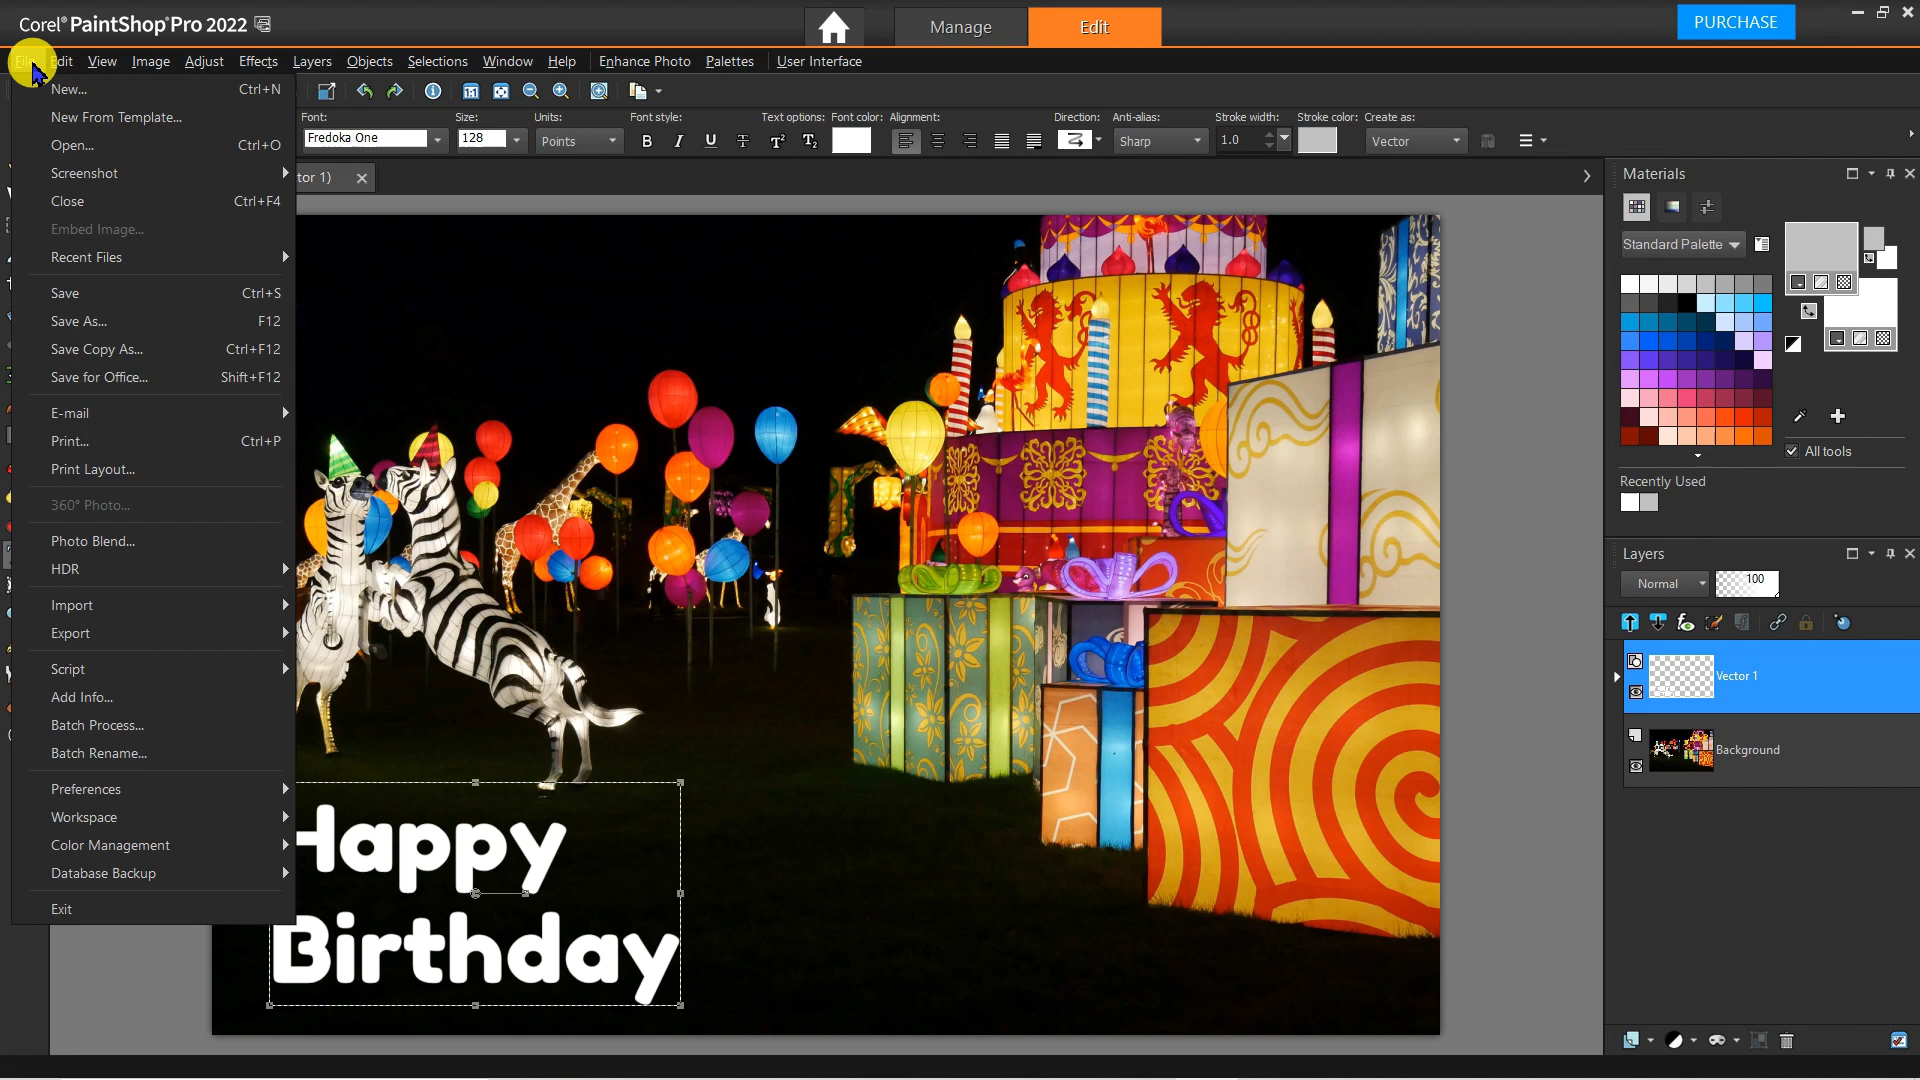 Corel® PaintShop® Pro 2022
Manage
Edit
PURCHASE
File Edit View Image Adjust Effects Layers Objects Selections Window Help Enhance Photo Palettes User Interface
New... Ctrl+N
New From Template...
Open... Ctrl+O
Screenshot
Close Ctrl+F4
Embed Image...
Recent Files
Save Ctrl+S
Save As... F12
Save Copy As... Ctrl+F12
Save for Office... Shift+F12
E-mail
Print... Ctrl+P
Print Layout...
360° Photo...
Photo Blend...
HDR
Import
Export
Script
Add Info...
Batch Process...
Batch Rename...
Preferences
Workspace
Color Management
Database Backup
Exit
Font: Size: Units: Font style: Text options: Font color: Alignment: Direction: Anti-alias: Stroke width: Stroke color: Create as:
Fredoka One 128 Points B I U T T² T₂ Sharp 1.0 Vector
tor 1)
Happy
Birthday
Materials
Standard Palette
All tools
Recently Used
Layers
Normal 100
Vector 1
Background